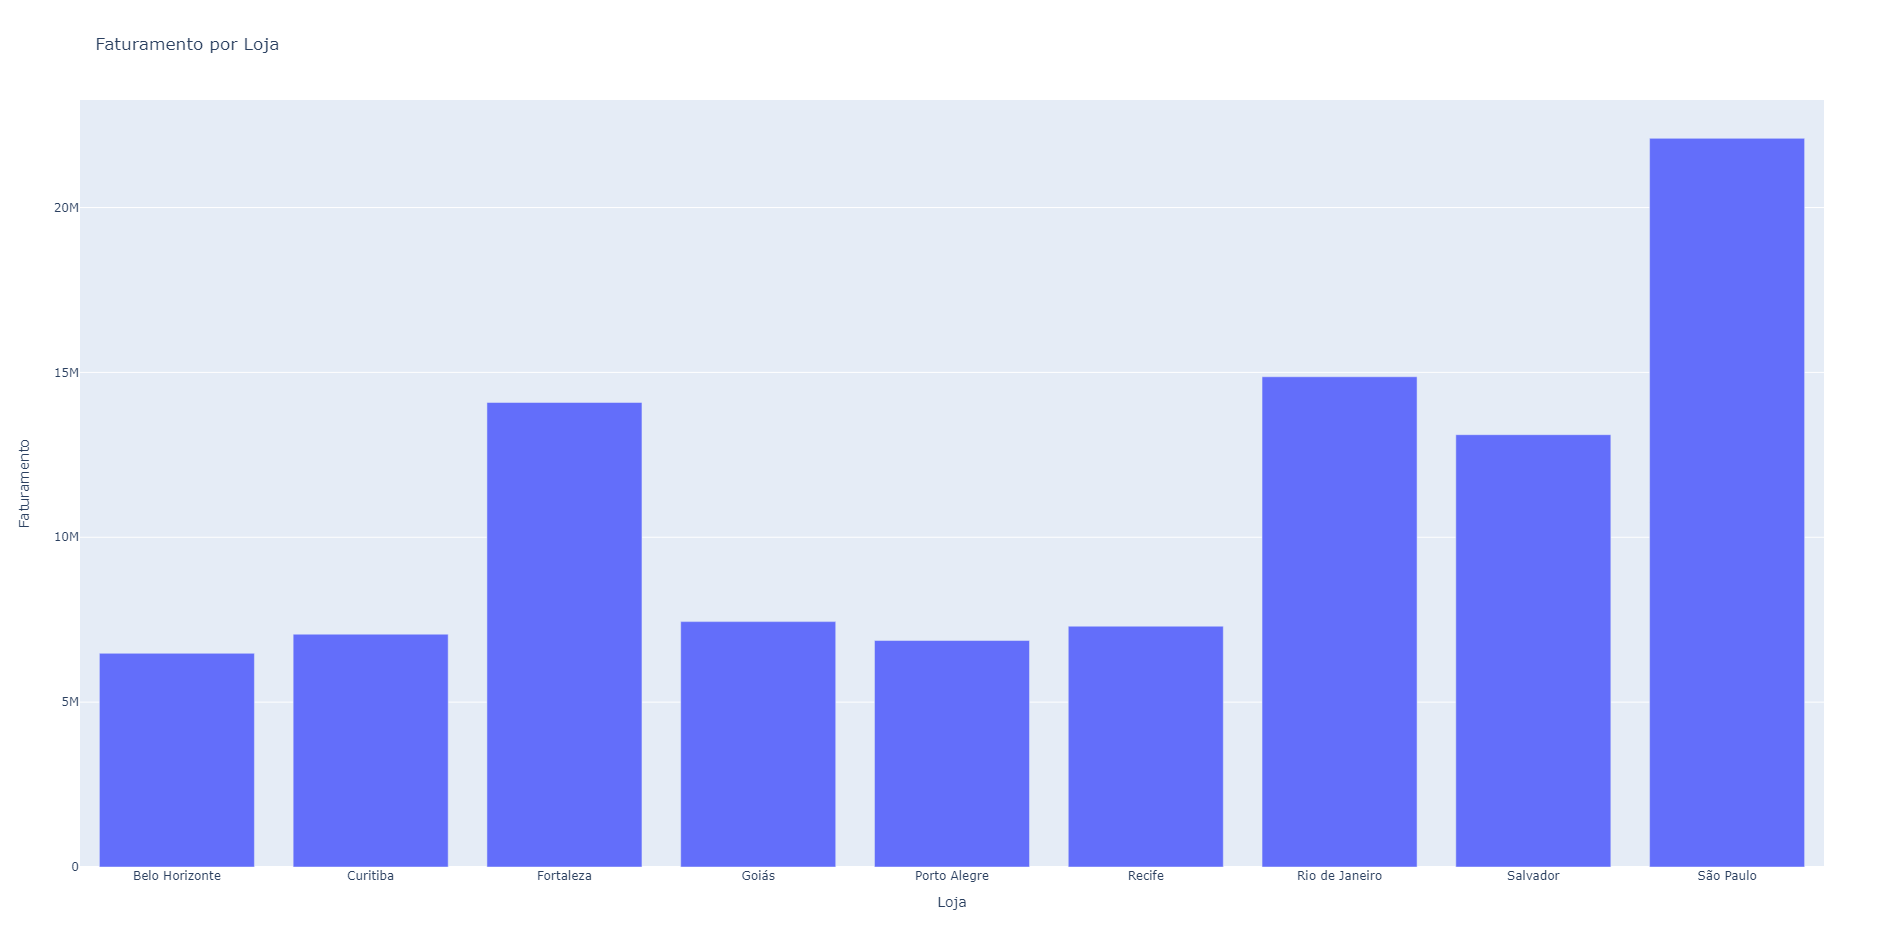 Faturamento por Loja
Faturamento
20M
15M
10M
5M
0
Belo Horizonte
Curitiba
Fortaleza
Goiás
Porto Alegre
Recife
Rio de Janeiro
Salvador
São Paulo
Loja